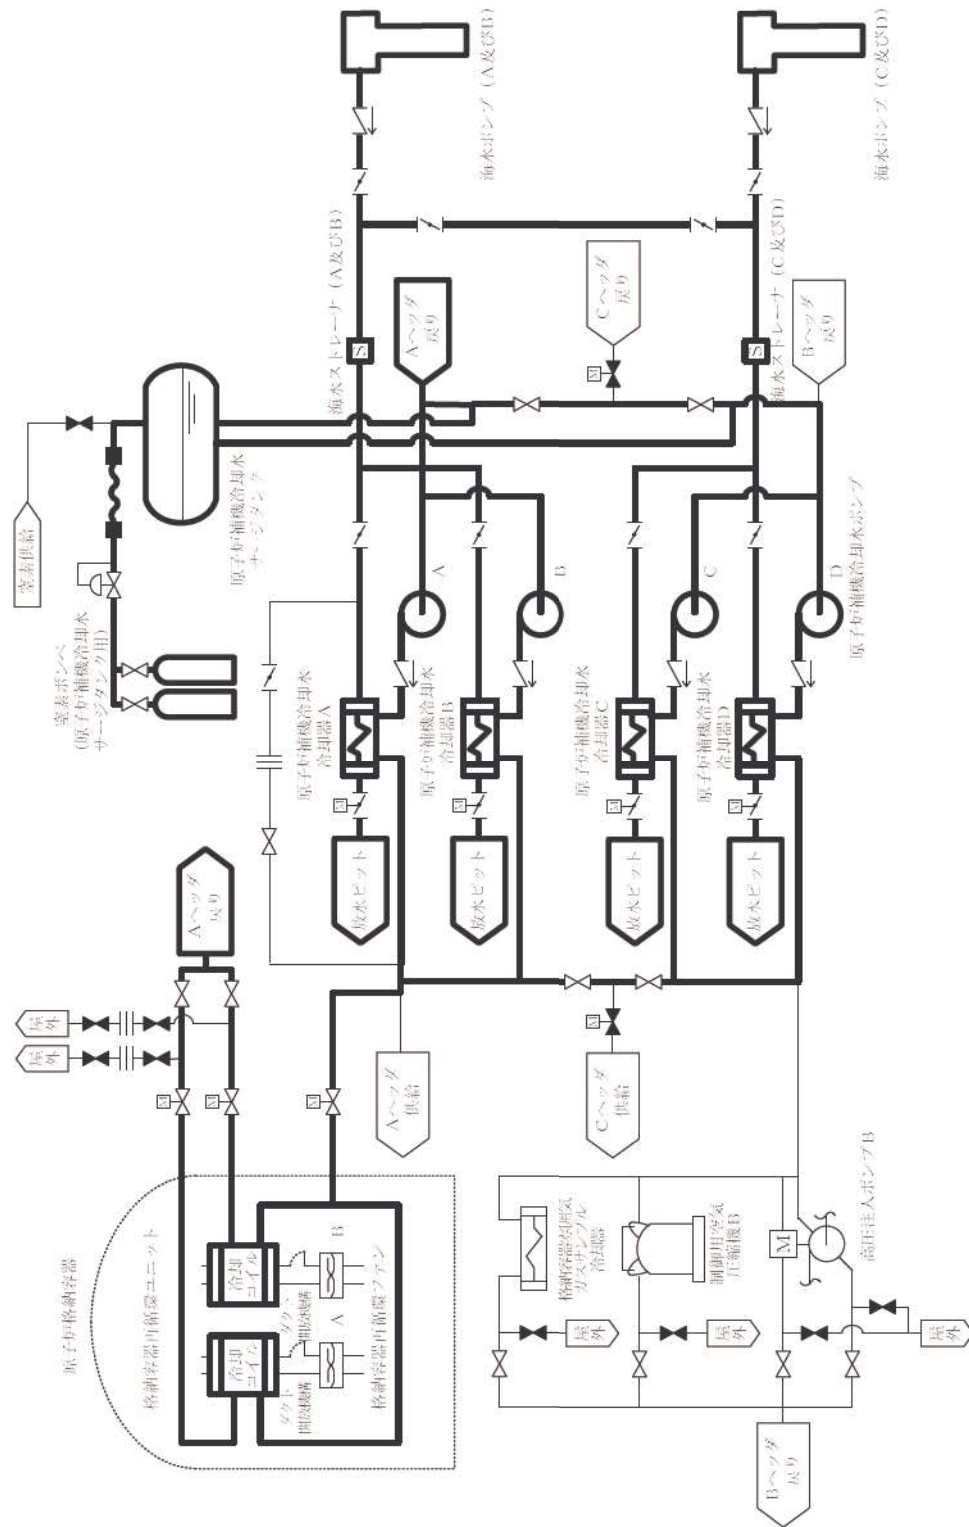 原子炉格納容器
格納容器再循環ユニット
冷却
コイル
冷却
コイル
ダクト
開放機構
ダクト
開放機構
A
B
格納容器再循環ファン
屋外
屋外
M
M
M
Aヘッダ
戻り
窒素ボンベ
(原子炉補機冷却水
サージタンク用)
窒素供給
原子炉補機冷却水
サージタンク
海水ストレーナ（A及びB）
海水ポンプ（A及びB）
S
Aヘッダ
戻り
Cヘッダ
戻り
M
海水ストレーナ（C及びD）
海水ポンプ（C及びD）
S
Bヘッダ
戻り
原子炉補機冷却水
冷却器A
原子炉補機冷却水
冷却器B
原子炉補機冷却水
冷却器C
原子炉補機冷却水
冷却器D
A
B
C
D
原子炉補機冷却水ポンプ
M
M
M
M
放水ピット
放水ピット
放水ピット
放水ピット
Aヘッダ
供給
M
Cヘッダ
供給
格納容器雰囲気
ガスサンプル
冷却器
制御用空気
圧縮機B
M
高圧注入ポンプB
屋外
屋外
屋外
Bヘッダ
戻り